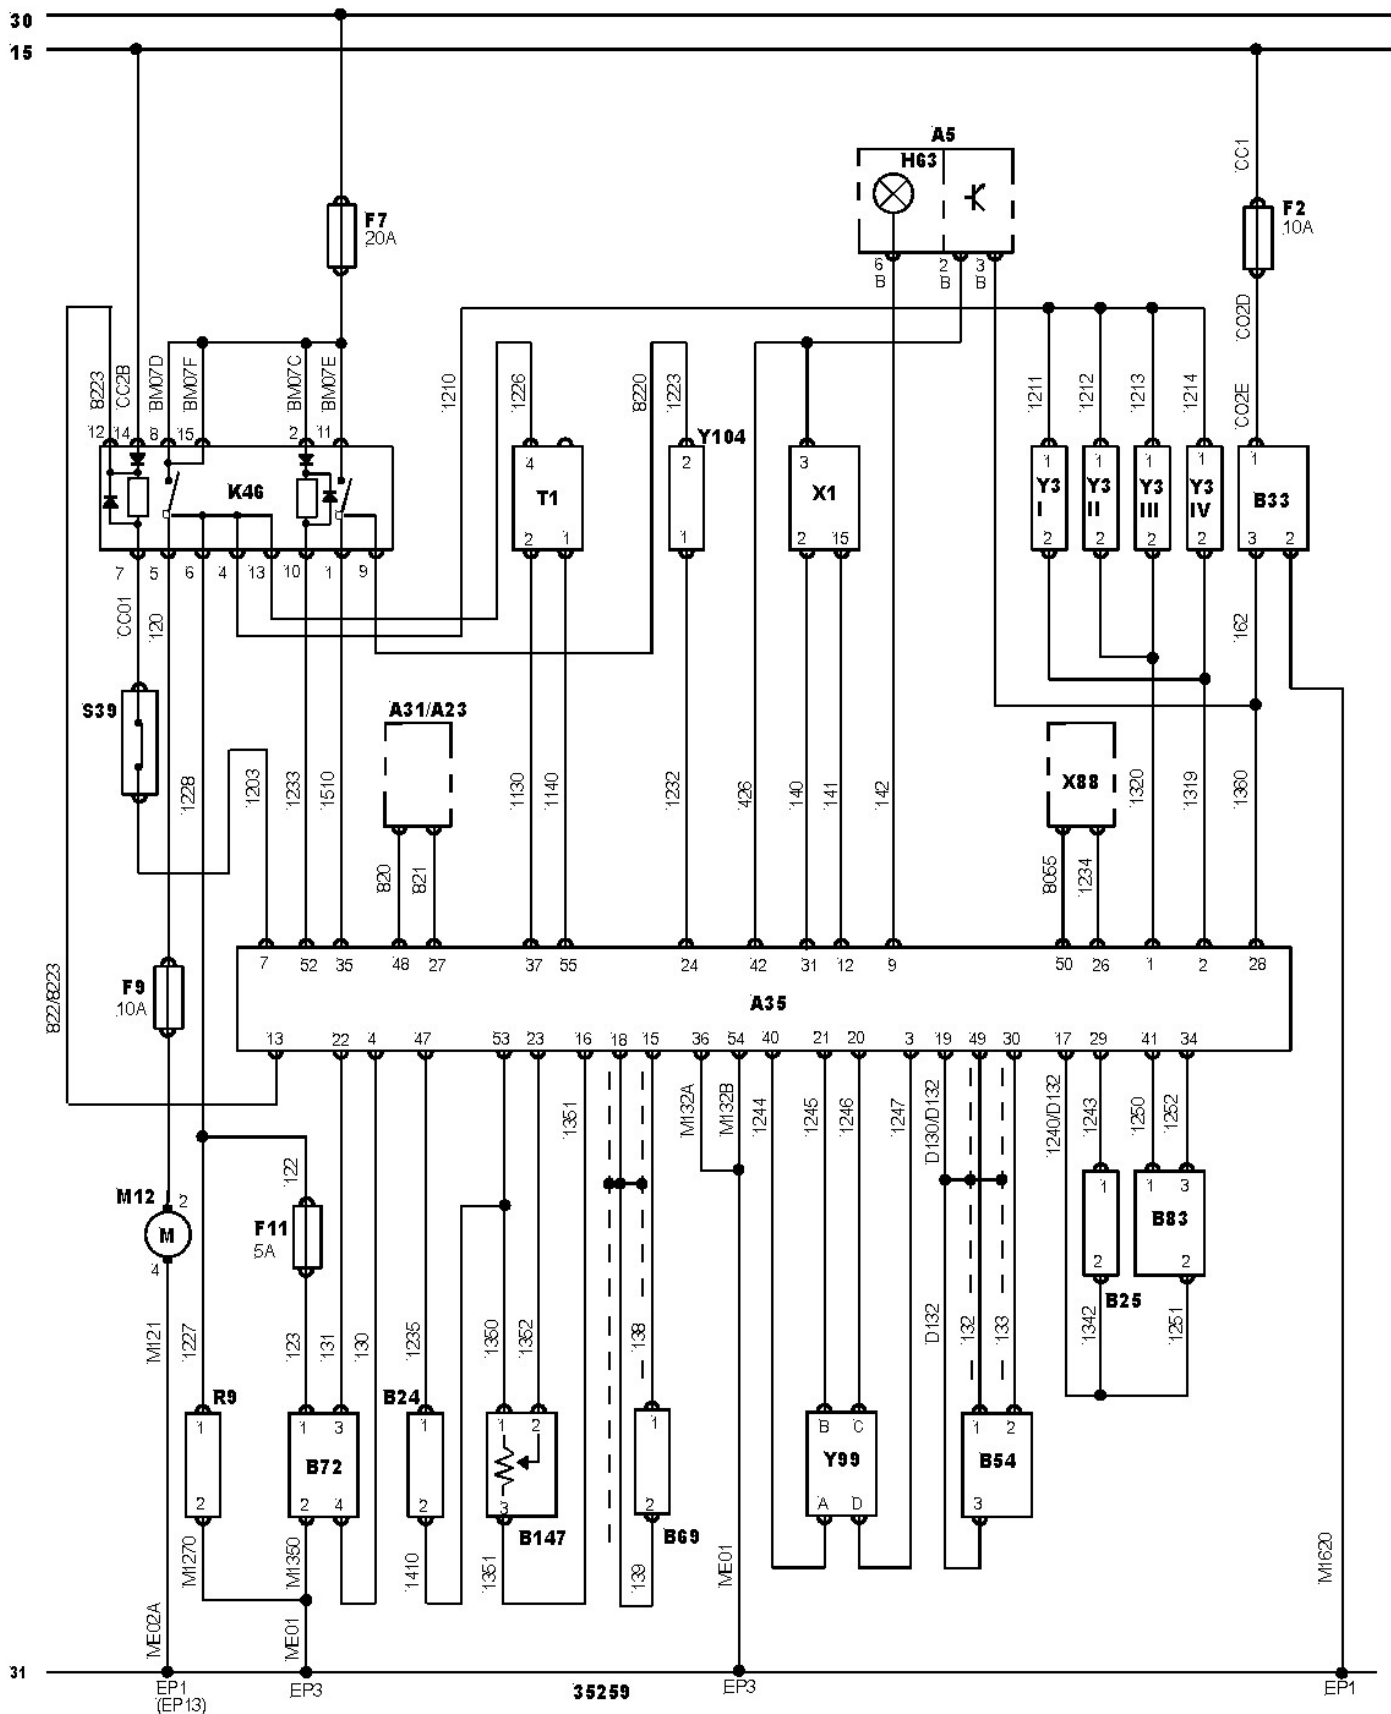 30
15
A5
H63
CC1
F7
20A
F2
10A
6 2 3
B B B
CO2D
8223 CC2B BM07D BM07F BM07C BM07E 1210 1226 8220 1223 1211 1212 1213 1214 CO2E
12 14 8 15 2 11
Y104
4 2 3 1 1 1 1 1
K46 T1 X1 Y3 I Y3 II Y3 III Y3 IV B33
2 1 1 2 15 2 2 2 2 3 2
7 5 6 4 13 10 1 9
CC01 120 162
S39
A31/A23
X88
1228 1203 1233 1510 1130 1140 1232 426 140 141 142 1320 1319 1360
820 821 8055 1234
7 52 35 48 27 37 55 24 42 31 12 9 50 26 1 2 28
822/8223
F9
10A
A35
13 22 4 47 53 23 16 18 15 36 54 40 21 20 3 19 49 30 17 29 41 34
1351 M132A M132B 1244 1245 1246 1247 D130/D132 1240/D132 1243 1250 1252
122
M12
2
M
4
F11
5A
1 1 3
B83
2 2
B25
M121 1227 123 131 130 1235 1350 1352 138 D132 132 133 1342 1251
R9 B24
1 1 3 1 1 2 1 B C 1 2
B72 Y99 B54
2 2 4 2 3 2 A D 3
B147 B69
M1270 M1350 1410 1351 139 ME01 M1620
ME02A ME01
31
EP1
(EP13)
EP3
35259
EP3
EP1